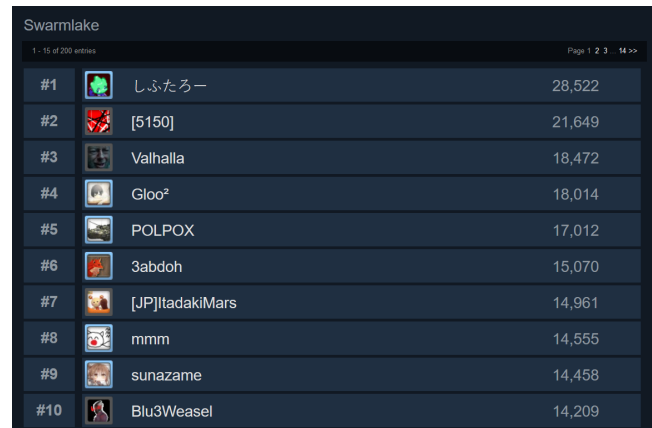 Swarmlake
1 - 15 of 200 entries Page 1 2 3 ... 14 >>
#1 しふたろー 28,522
#2 [5150] 21,649
#3 Valhalla 18,472
#4 Gloo² 18,014
#5 POLPOX 17,012
#6 3abdoh 15,070
#7 [JP]ItadakiMars 14,961
#8 mmm 14,555
#9 sunazame 14,458
#10 Blu3Weasel 14,209